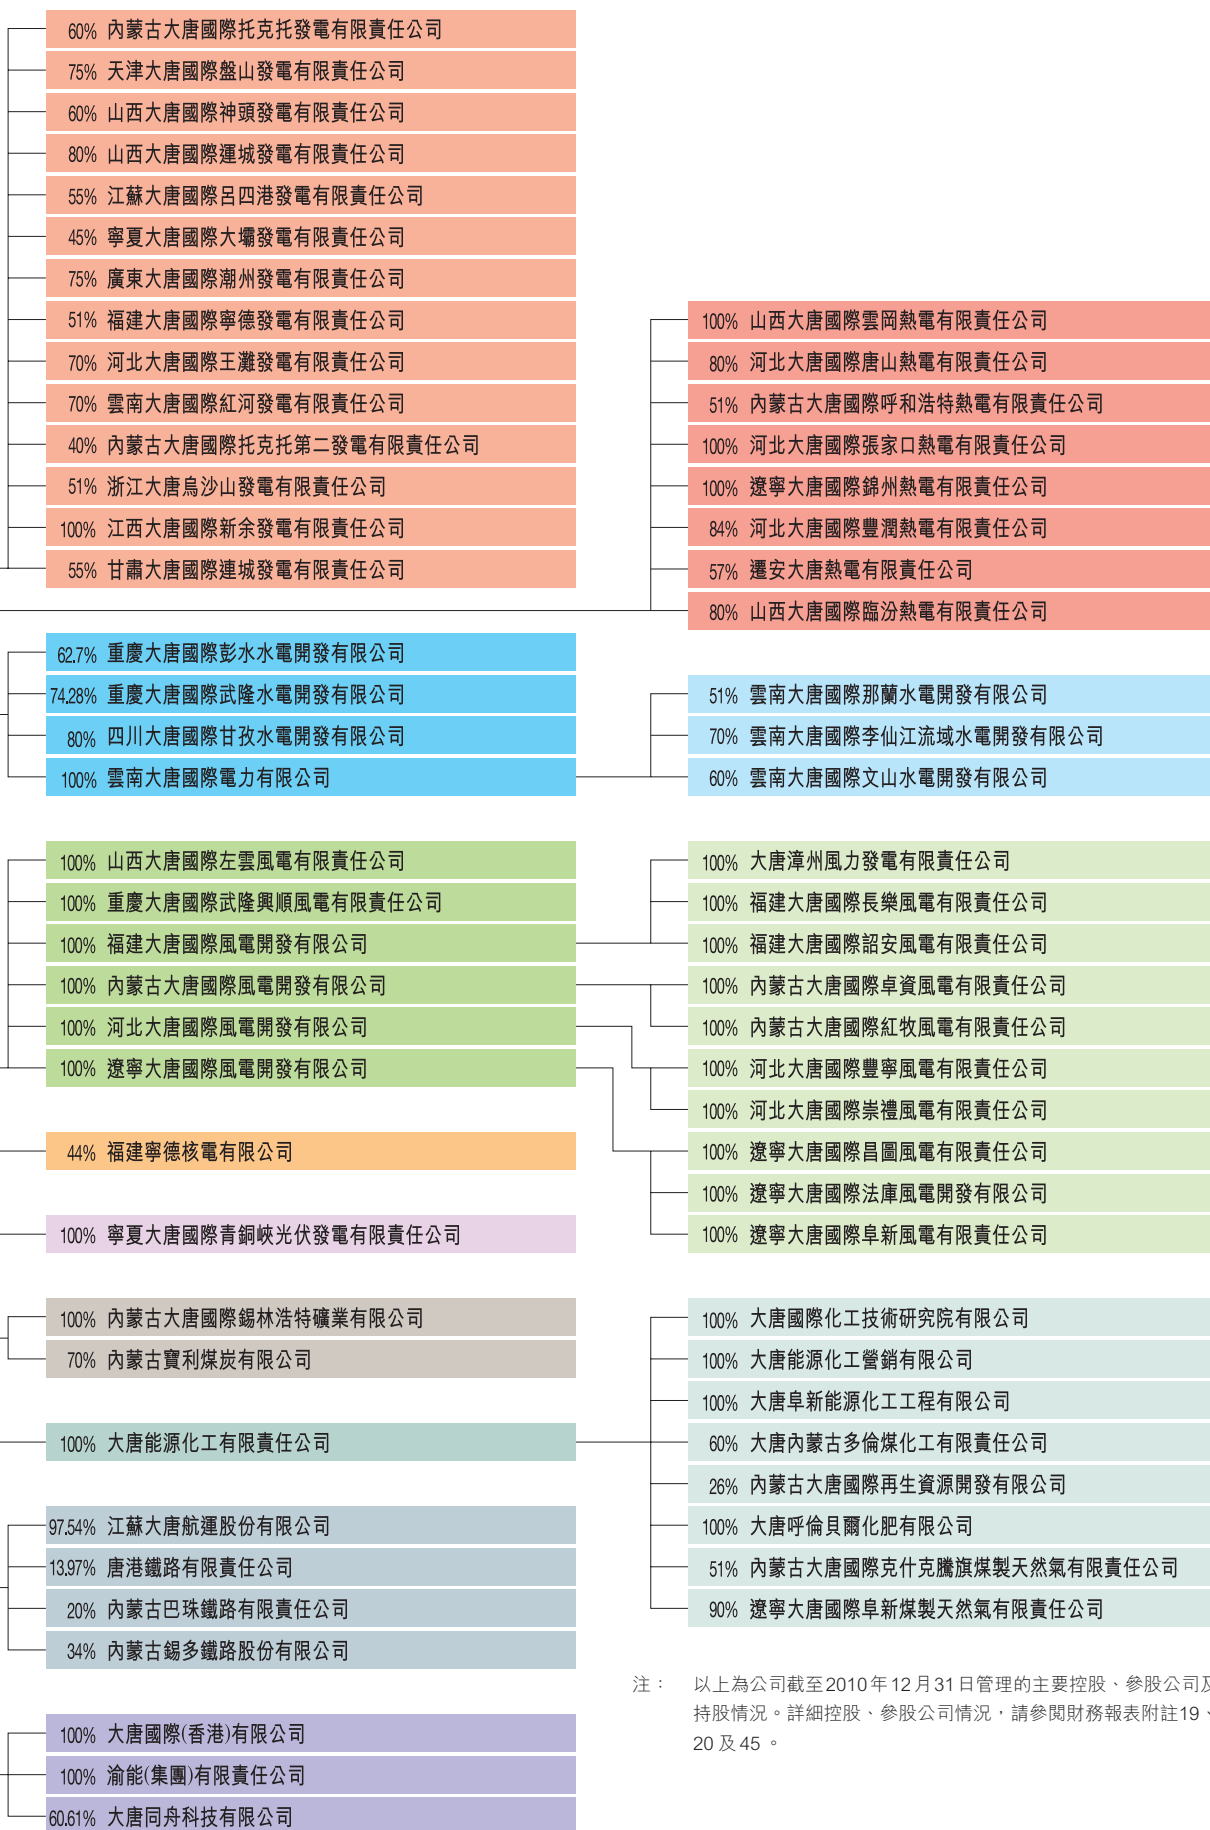 60% 內蒙古大唐國際托克托發電有限責任公司
75% 天津大唐國際盤山發電有限責任公司
60% 山西大唐國際神頭發電有限責任公司
80% 山西大唐國際運城發電有限責任公司
55% 江蘇大唐國際呂四港發電有限責任公司
45% 寧夏大唐國際大壩發電有限責任公司
75% 廣東大唐國際潮州發電有限責任公司
51% 福建大唐國際寧德發電有限責任公司
70% 河北大唐國際王灘發電有限責任公司
70% 雲南大唐國際紅河發電有限責任公司
40% 內蒙古大唐國際托克托第二發電有限責任公司
51% 浙江大唐烏沙山發電有限責任公司
100% 江西大唐國際新余發電有限責任公司
55% 甘肅大唐國際連城發電有限責任公司
100% 山西大唐國際雲岡熱電有限責任公司
80% 河北大唐國際唐山熱電有限責任公司
51% 內蒙古大唐國際呼和浩特熱電有限責任公司
100% 河北大唐國際張家口熱電有限責任公司
100% 遼寧大唐國際錦州熱電有限責任公司
84% 河北大唐國際豐潤熱電有限責任公司
57% 遷安大唐熱電有限責任公司
80% 山西大唐國際臨汾熱電有限責任公司
62.7% 重慶大唐國際彭水水電開發有限公司
74.28% 重慶大唐國際武隆水電開發有限公司
80% 四川大唐國際甘孜水電開發有限公司
100% 雲南大唐國際電力有限公司
51% 雲南大唐國際那蘭水電開發有限公司
70% 雲南大唐國際李仙江流域水電開發有限公司
60% 雲南大唐國際文山水電開發有限公司
100% 山西大唐國際左雲風電有限責任公司
100% 重慶大唐國際武隆興順風電有限責任公司
100% 福建大唐國際風電開發有限公司
100% 內蒙古大唐國際風電開發有限公司
100% 河北大唐國際風電開發有限公司
100% 遼寧大唐國際風電開發有限公司
100% 大唐漳州風力發電有限責任公司
100% 福建大唐國際長樂風電有限責任公司
100% 福建大唐國際詔安風電有限責任公司
100% 內蒙古大唐國際卓資風電有限責任公司
100% 內蒙古大唐國際紅牧風電有限責任公司
100% 河北大唐國際豐寧風電有限責任公司
100% 河北大唐國際崇禮風電有限責任公司
100% 遼寧大唐國際昌圖風電有限責任公司
100% 遼寧大唐國際法庫風電開發有限公司
100% 遼寧大唐國際阜新風電有限責任公司
44% 福建寧德核電有限公司
100% 寧夏大唐國際青銅峽光伏發電有限責任公司
100% 內蒙古大唐國際錫林浩特礦業有限公司
70% 內蒙古寶利煤炭有限公司
100% 大唐能源化工有限責任公司
100% 大唐國際化工技術研究院有限公司
100% 大唐能源化工營銷有限公司
100% 大唐阜新能源化工工程有限公司
60% 大唐內蒙古多倫煤化工有限責任公司
26% 內蒙古大唐國際再生資源開發有限公司
100% 大唐呼倫貝爾化肥有限公司
51% 內蒙古大唐國際克什克騰旗煤製天然氣有限責任公司
90% 遼寧大唐國際阜新煤製天然氣有限責任公司
97.54% 江蘇大唐航運股份有限公司
13.97% 唐港鐵路有限責任公司
20% 內蒙古巴珠鐵路有限責任公司
34% 內蒙古錫多鐵路股份有限公司
100% 大唐國際(香港)有限公司
100% 渝能(集團)有限責任公司
60.61% 大唐同舟科技有限公司
注： 以上為公司截至2010年12月31日管理的主要控股、參股公司及
持股情況。詳細控股、參股公司情況，請參閱財務報表附註19、
20及45。